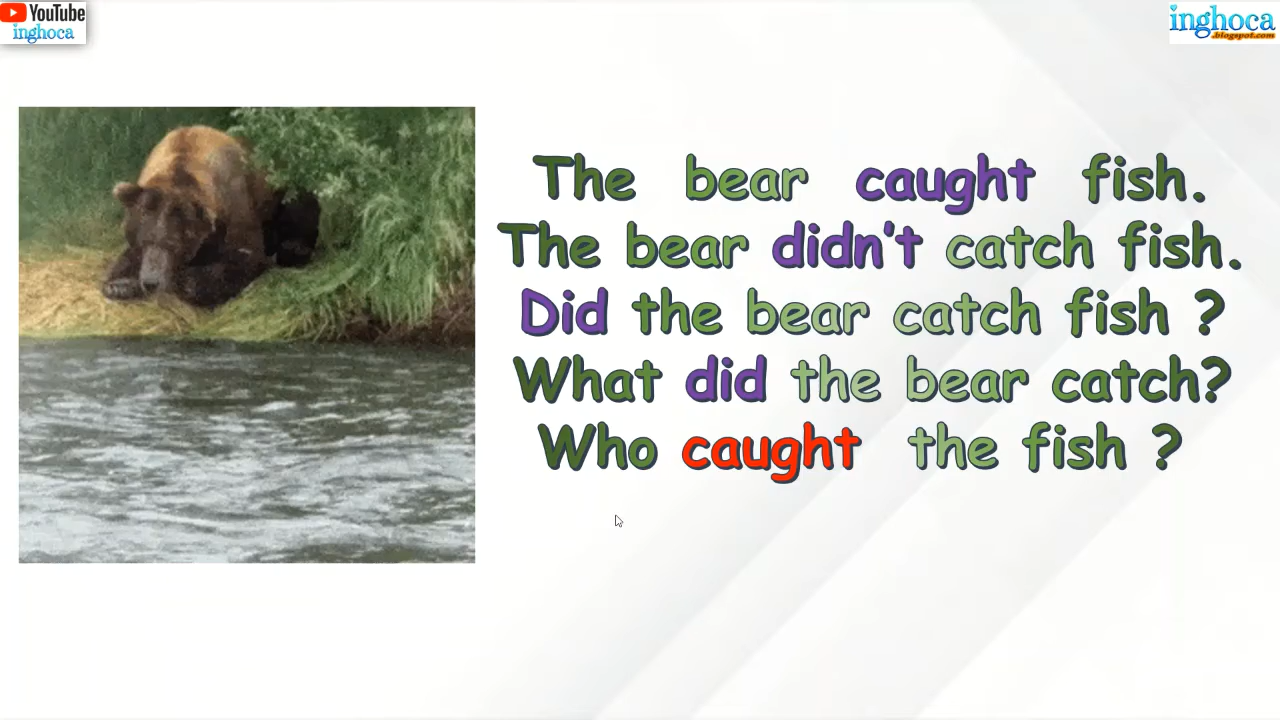 YouTube
inghoca
inghoca
.blogspot.com
The bear caught fish.
The bear didn't catch fish.
Did the bear catch fish ?
What did the bear catch?
Who caught the fish ?